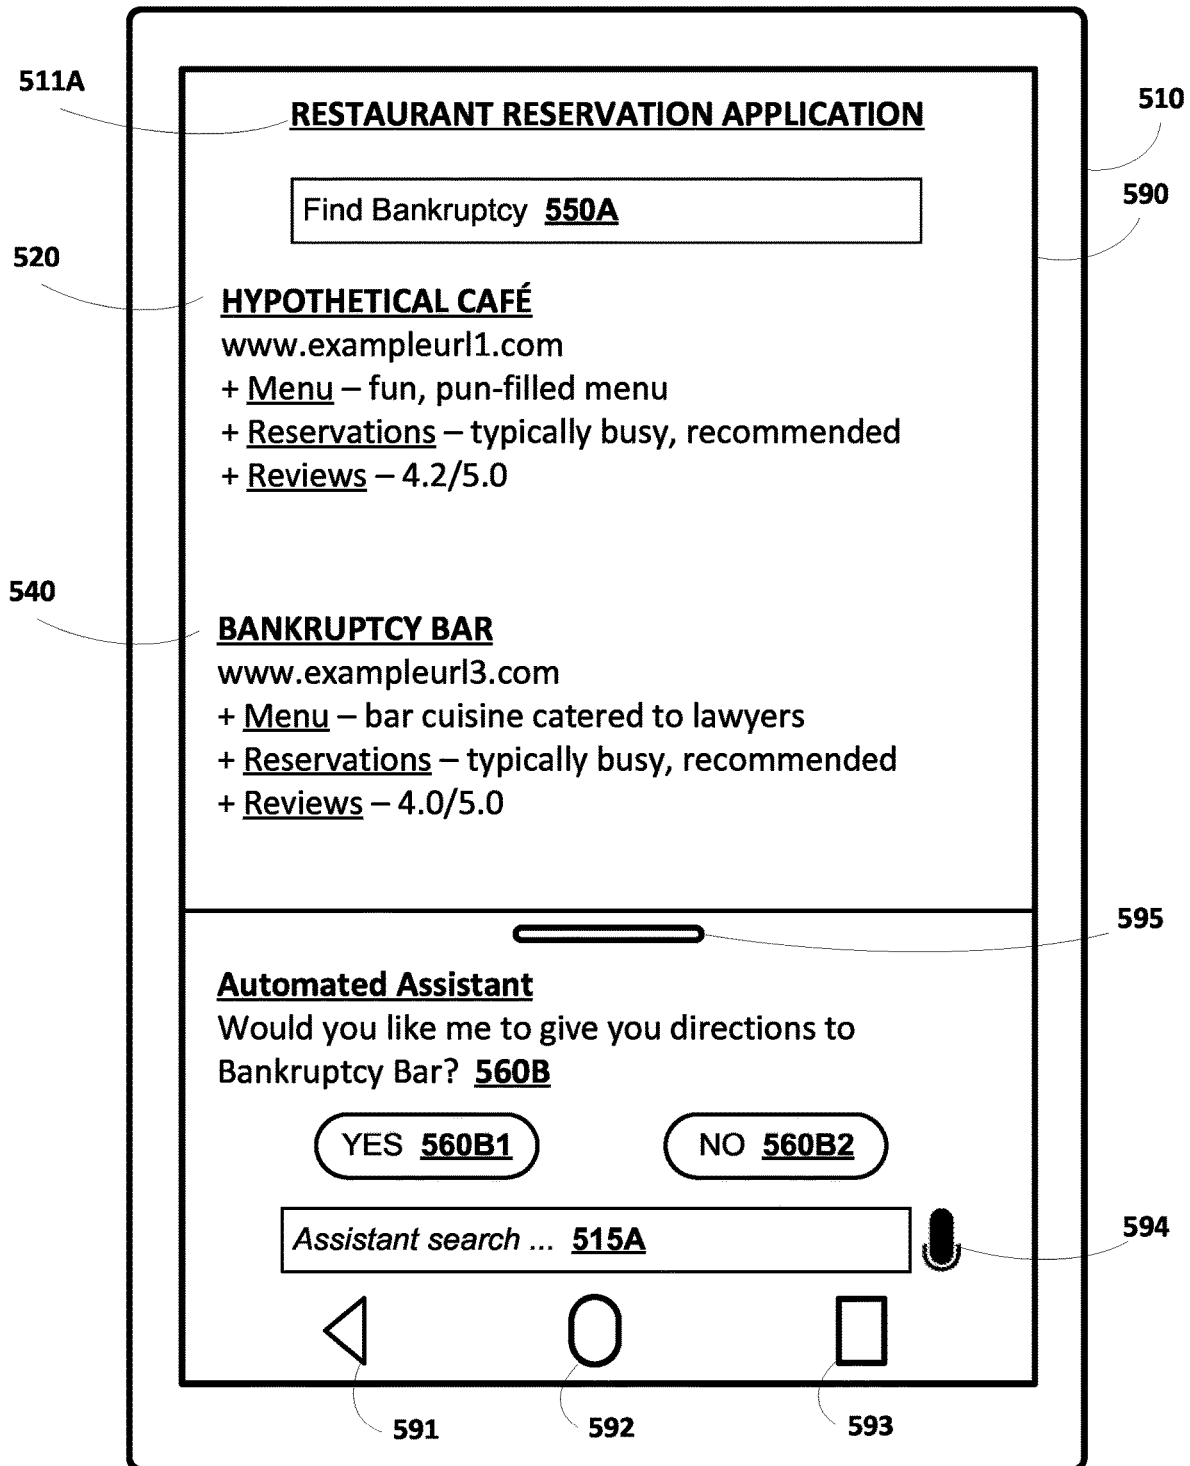 511A
RESTAURANT RESERVATION APPLICATION
510
590
Find Bankruptcy 550A
520
HYPOTHETICAL CAFÉ
www.exampleurl1.com
+ Menu – fun, pun-filled menu
+ Reservations – typically busy, recommended
+ Reviews – 4.2/5.0
540
BANKRUPTCY BAR
www.exampleurl3.com
+ Menu – bar cuisine catered to lawyers
+ Reservations – typically busy, recommended
+ Reviews – 4.0/5.0
595
Automated Assistant
Would you like me to give you directions to
Bankruptcy Bar? 560B
YES 560B1
NO 560B2
Assistant search ... 515A
594
591
592
593